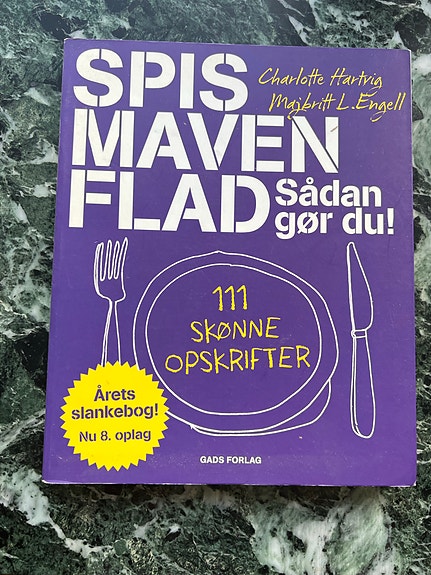 SPIS
MAVEN
FLAD
Charlotte Hartvig
Majbritt L. Engell
Sådan
gør du!
111
SKØNNE
OPSKRIFTER
Årets
slankebog!
Nu 8. oplag
GADS FORLAG